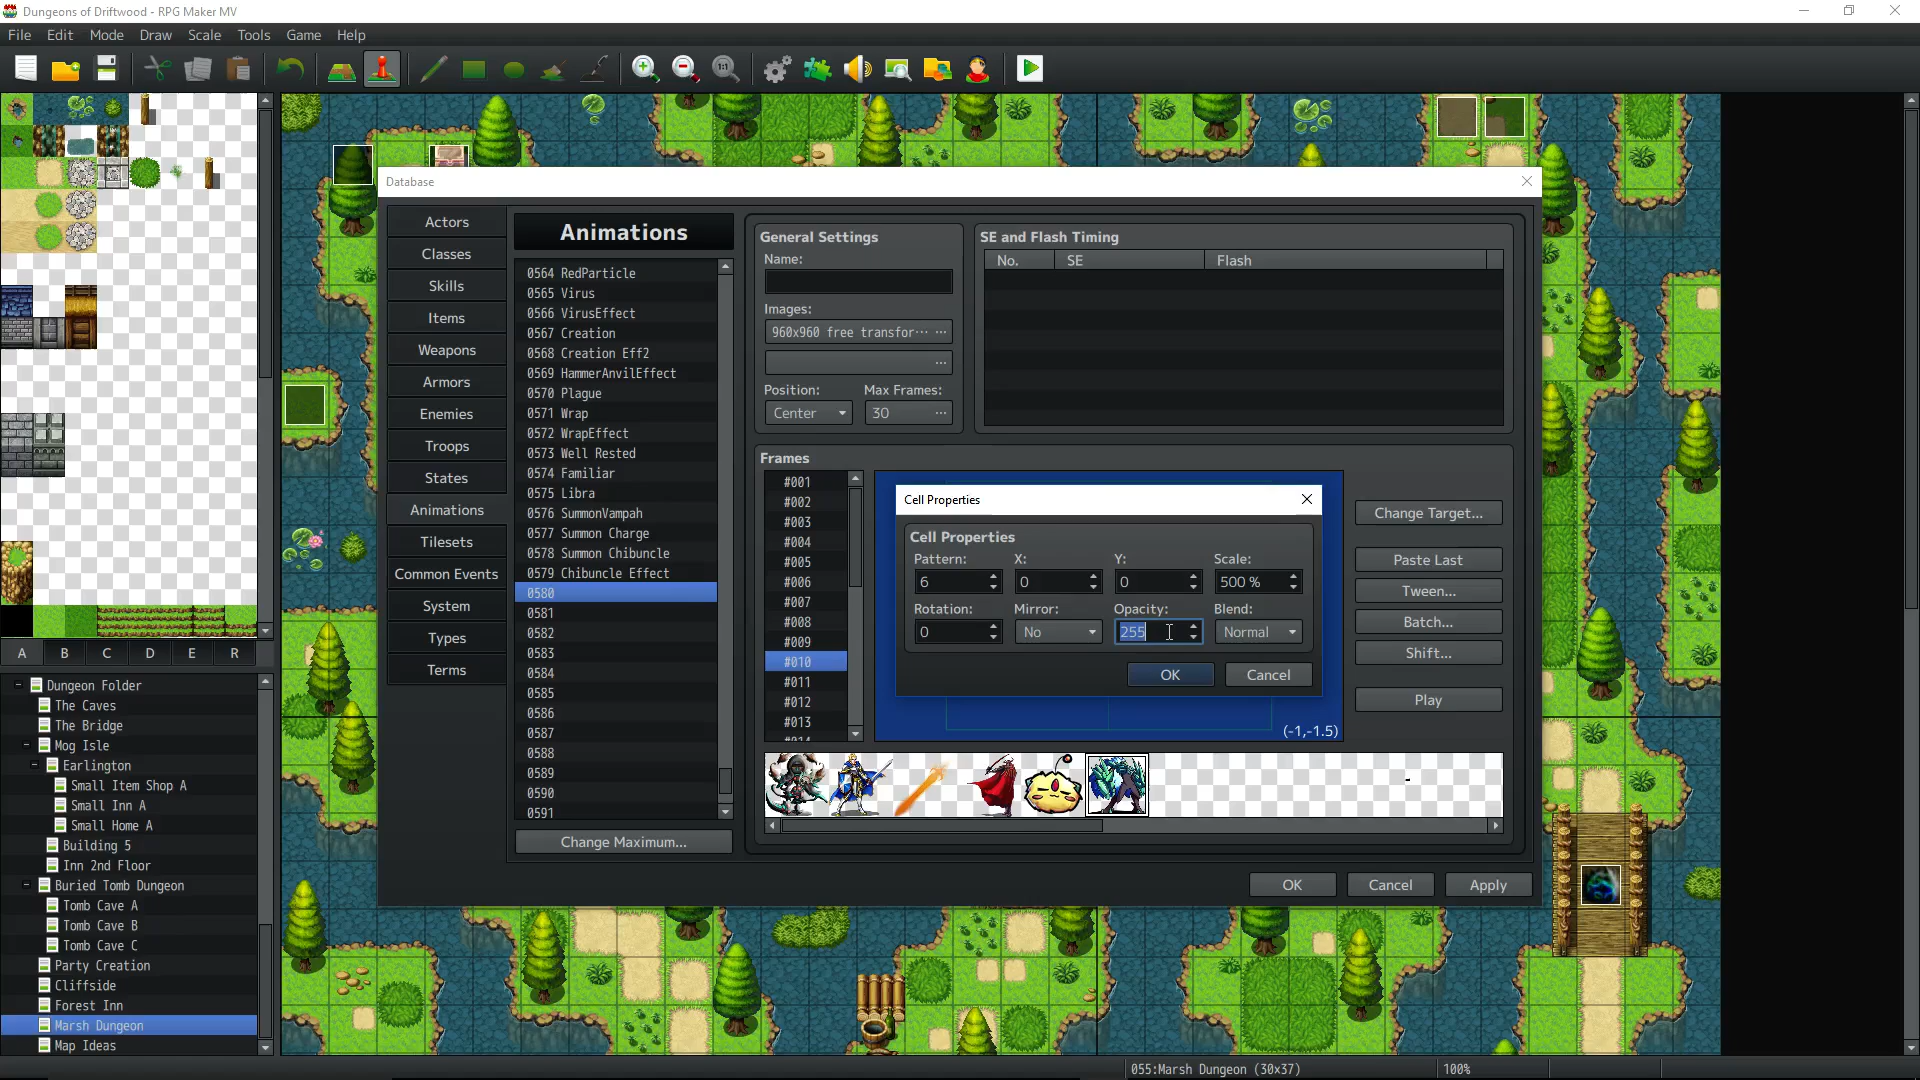 Dungeons of Driftwood - RPG Maker MV
File Edit Mode Draw Scale Tools Game Help
1:1
Database
Actors
Classes
Skills
Items
Weapons
Armors
Enemies
Troops
States
Animations
Tilesets
Common Events
System
Types
Terms
Animations
0564 RedParticle
0565 Virus
0566 VirusEffect
0567 Creation
0568 Creation Eff2
0569 HammerAnvilEffect
0570 Plague
0571 Wrap
0572 WrapEffect
0573 Well Rested
0574 Familiar
0575 Libra
0576 SummonVampah
0577 Summon Charge
0578 Summon Chibuncle
0579 Chibuncle Effect
0580
0581
0582
0583
0584
0585
0586
0587
0588
0589
0590
0591
Change Maximum...
General Settings
Name:
Images:
960x960 free transfor… …
…
Position: Max Frames:
Center 30 …
SE and Flash Timing
No. SE Flash
Frames
#001
#002
#003
#004
#005
#006
#007
#008
#009
#010
#011
#012
#013
#014
Cell Properties
Cell Properties
Pattern: X: Y: Scale:
6 0 0 500 %
Rotation: Mirror: Opacity: Blend:
0 No 255 Normal
OK Cancel
(-1,-1.5)
Change Target...
Paste Last
Tween...
Batch...
Shift...
Play
OK Cancel Apply
A B C D E R
Dungeon Folder
The Caves
The Bridge
Mog Isle
Earlington
Small Item Shop A
Small Inn A
Small Home A
Building 5
Inn 2nd Floor
Buried Tomb Dungeon
Tomb Cave A
Tomb Cave B
Tomb Cave C
Party Creation
Cliffside
Forest Inn
Marsh Dungeon
Map Ideas
055:Marsh Dungeon (30x37) 100%